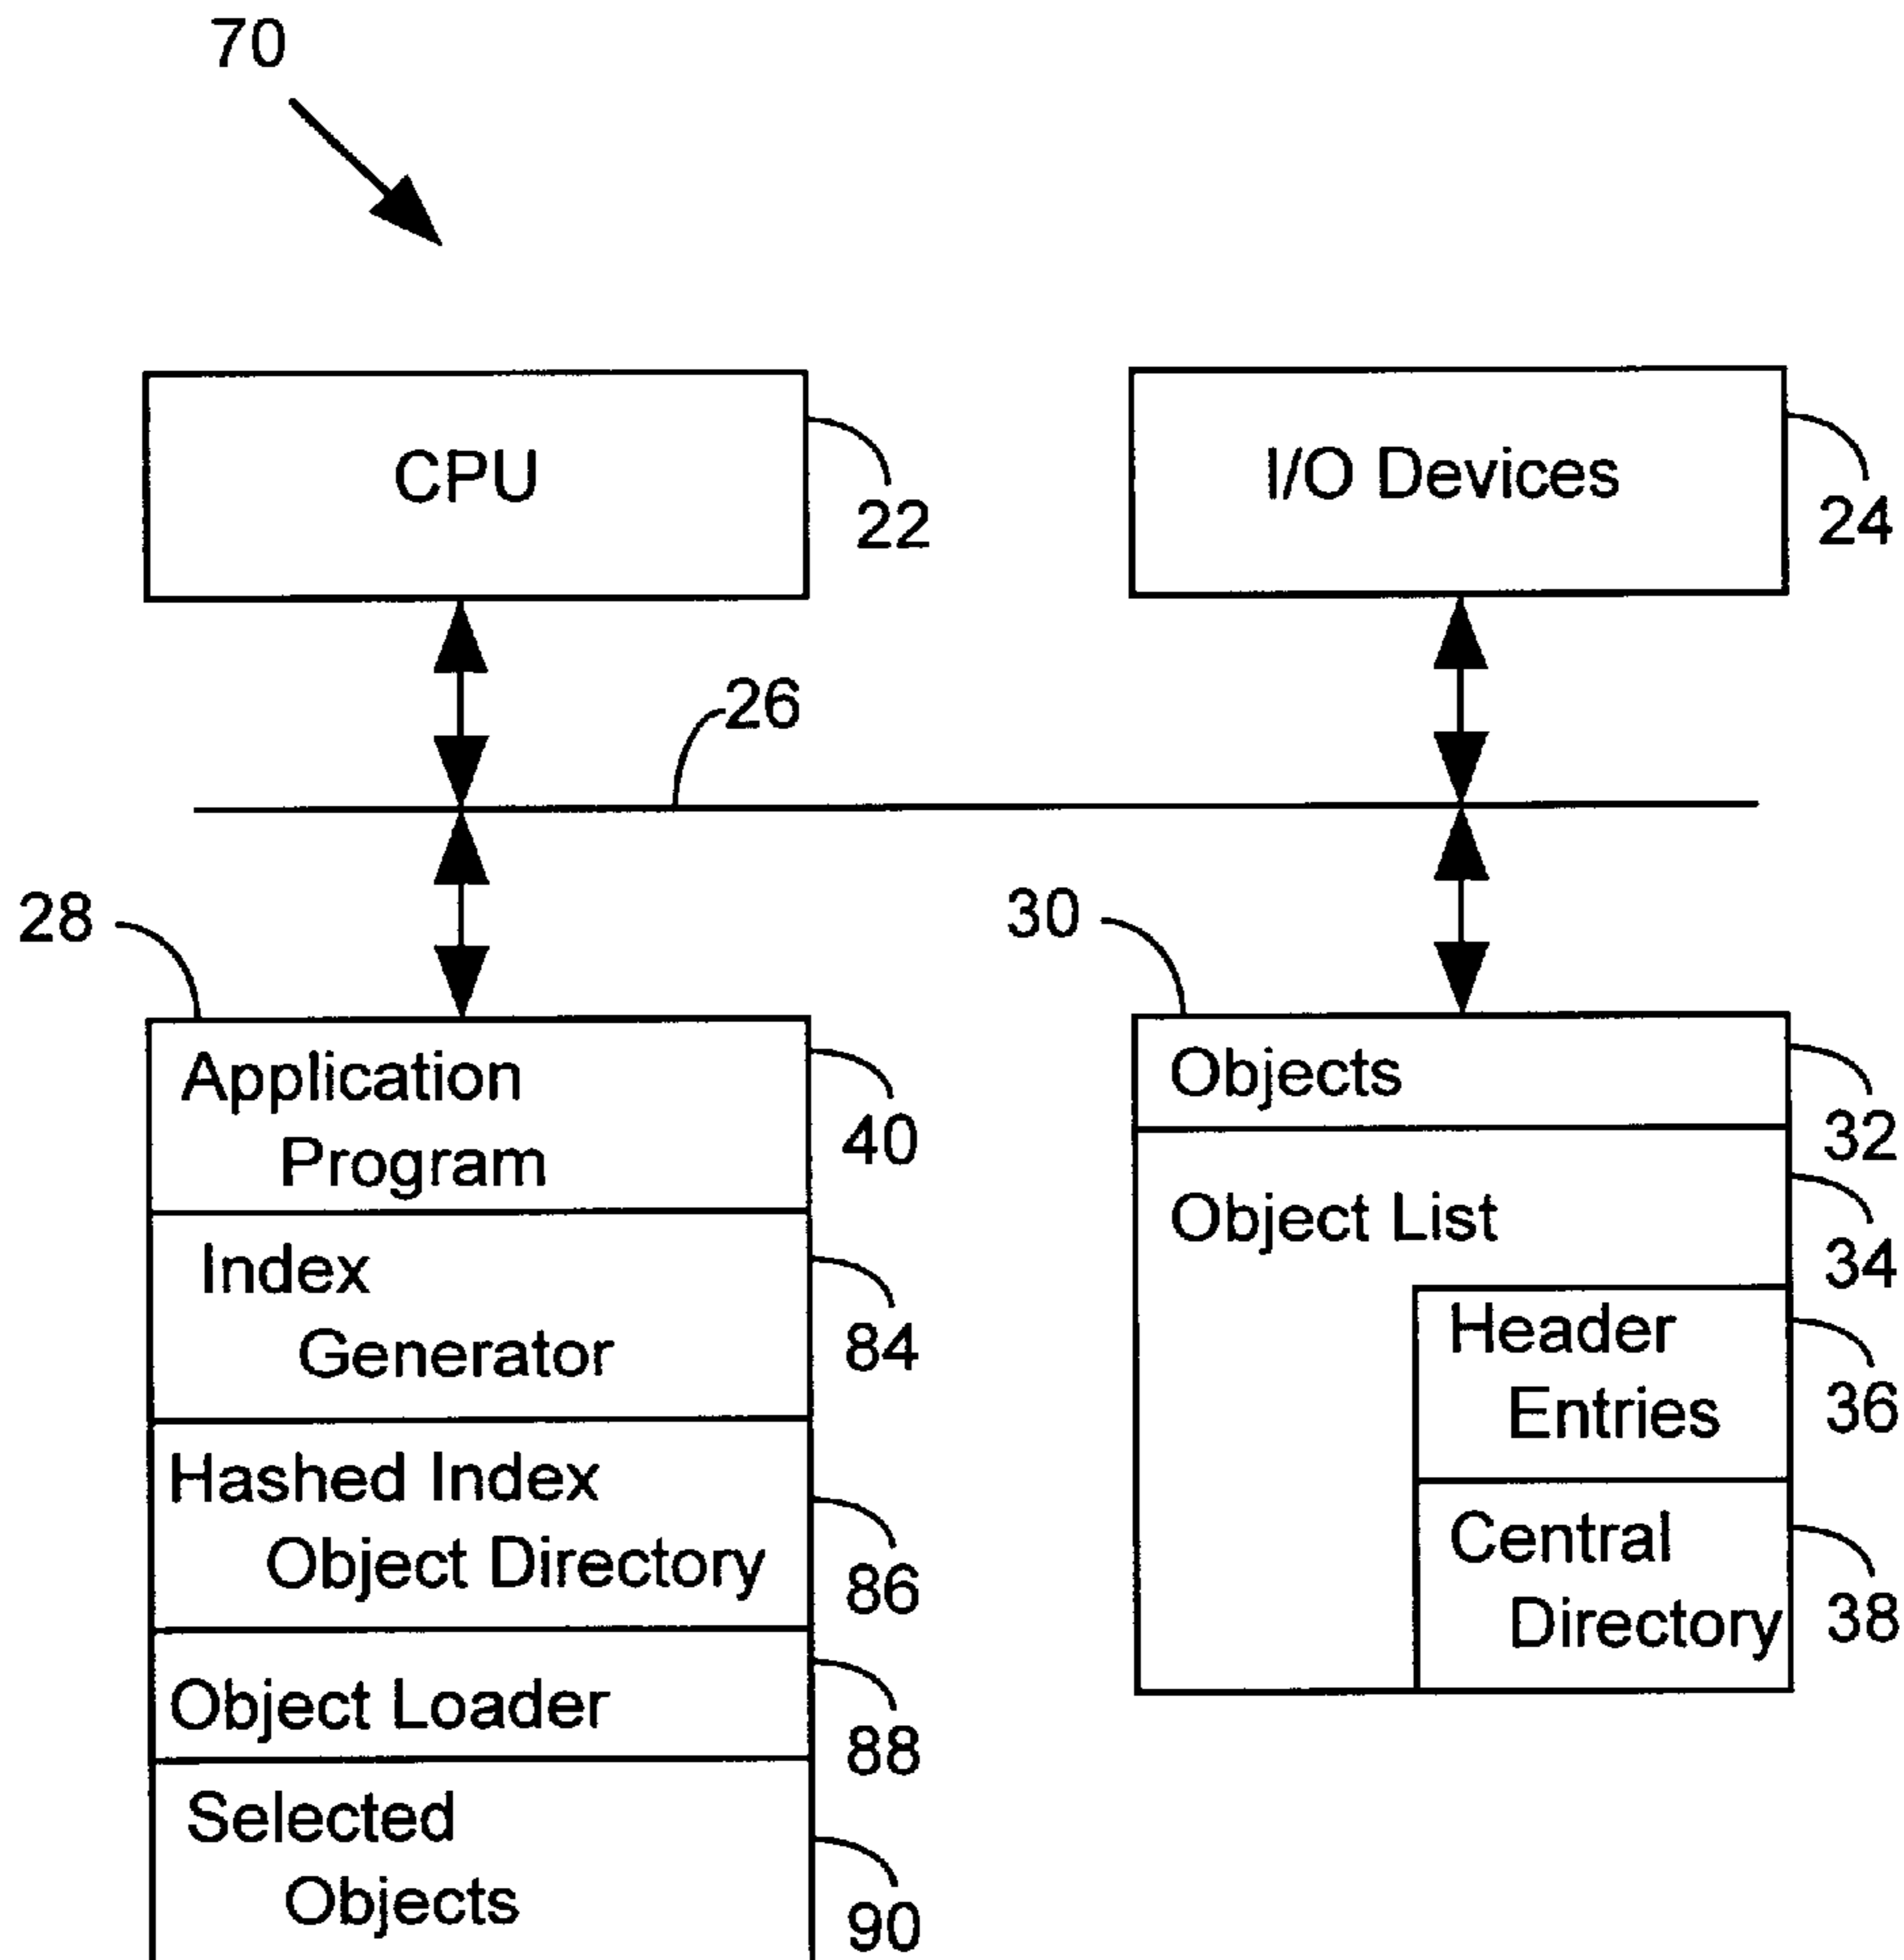 70
CPU
22
I/O Devices
24
26
28
30
Application
Program
40
Index
Generator
84
Hashed Index
Object Directory
86
Object Loader
88
Selected
Objects
90
Objects
32
Object List
34
Header
Entries
36
Central
Directory
38